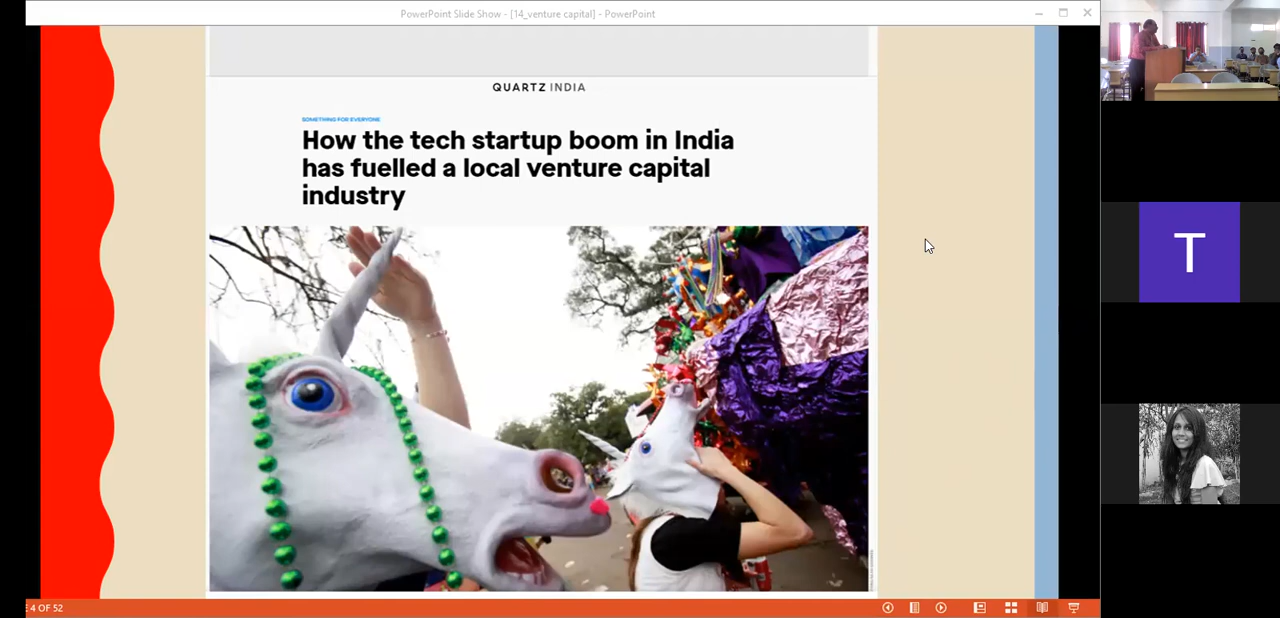 PowerPoint Slide Show - [14_venture capital] - PowerPoint
QUARTZ INDIA
SOMETHING FOR EVERYONE
How the tech startup boom in India
has fuelled a local venture capital
industry
T
4 OF 52